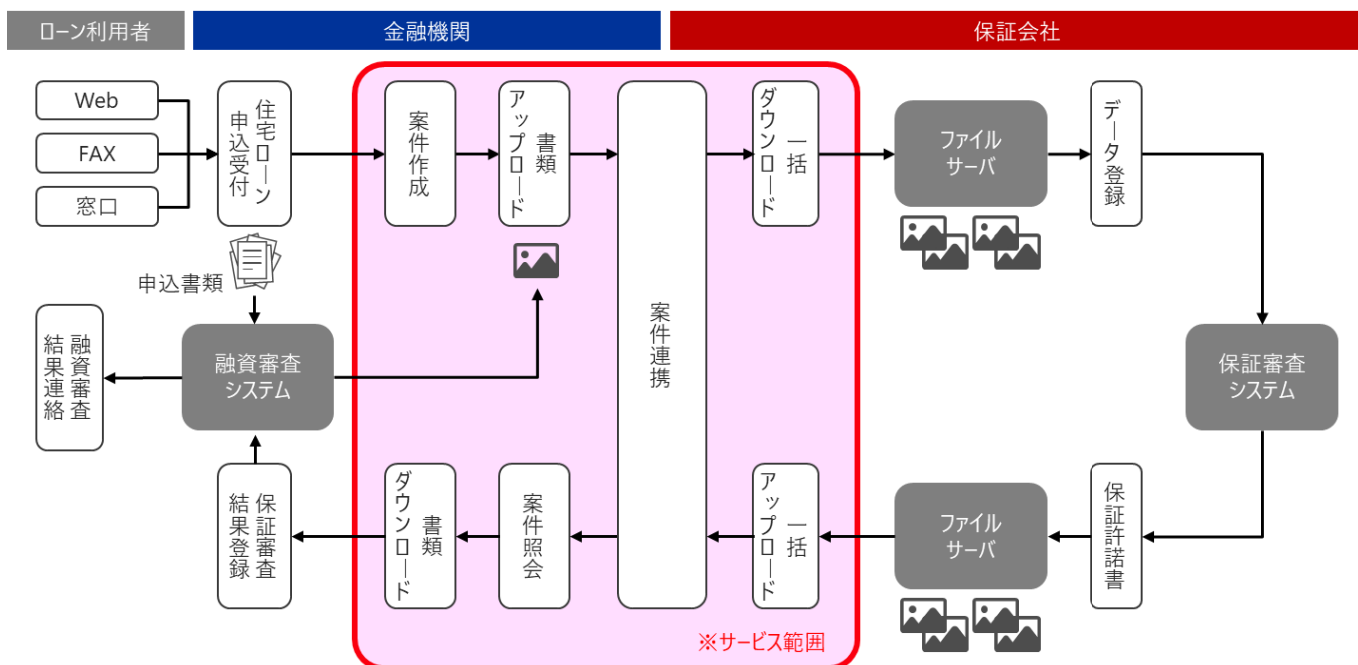 ローン利用者
金融機関
保証会社
Web
FAX
窓口
住宅ローン
申込受付
案件作成
書類
アップロード
案件連携
一括
ダウンロード
ファイル
サーバ
データ登録
申込書類
融資審査
結果連絡
融資審査
システム
保証審査
システム
保証審査
結果登録
書類
ダウンロード
案件照会
一括
アップロード
ファイル
サーバ
保証許諾書
※サービス範囲